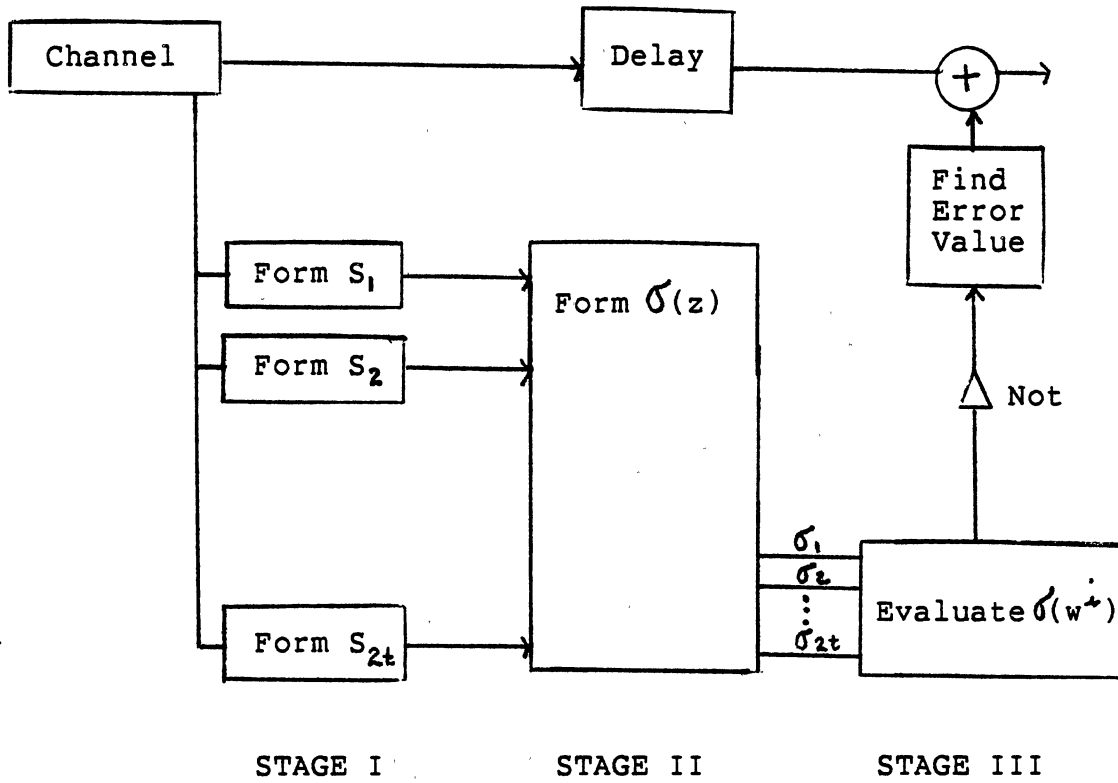 Channel
Delay
+
Find
Error
Value
Form S₁
Form σ(z)
Form S₂
Not
σ₁
σ₂
⋮
σ₂ₜ
Evaluate σ(wⁱ)
Form S₂ₜ
STAGE I
STAGE II
STAGE III